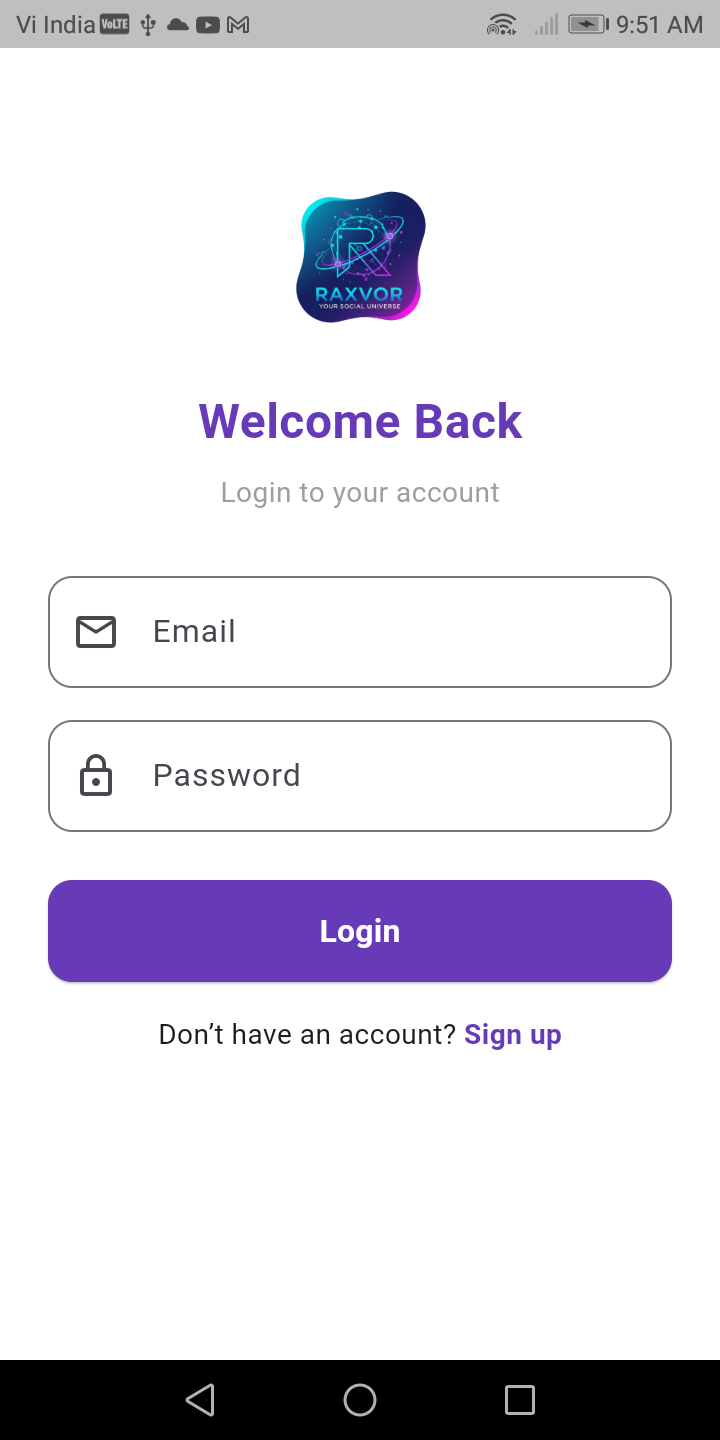 Vi India VoLTE 9:51 AM
RAXVOR
YOUR SOCIAL UNIVERSE
Welcome Back
Login to your account
Email
Password
Login
Don’t have an account? Sign up